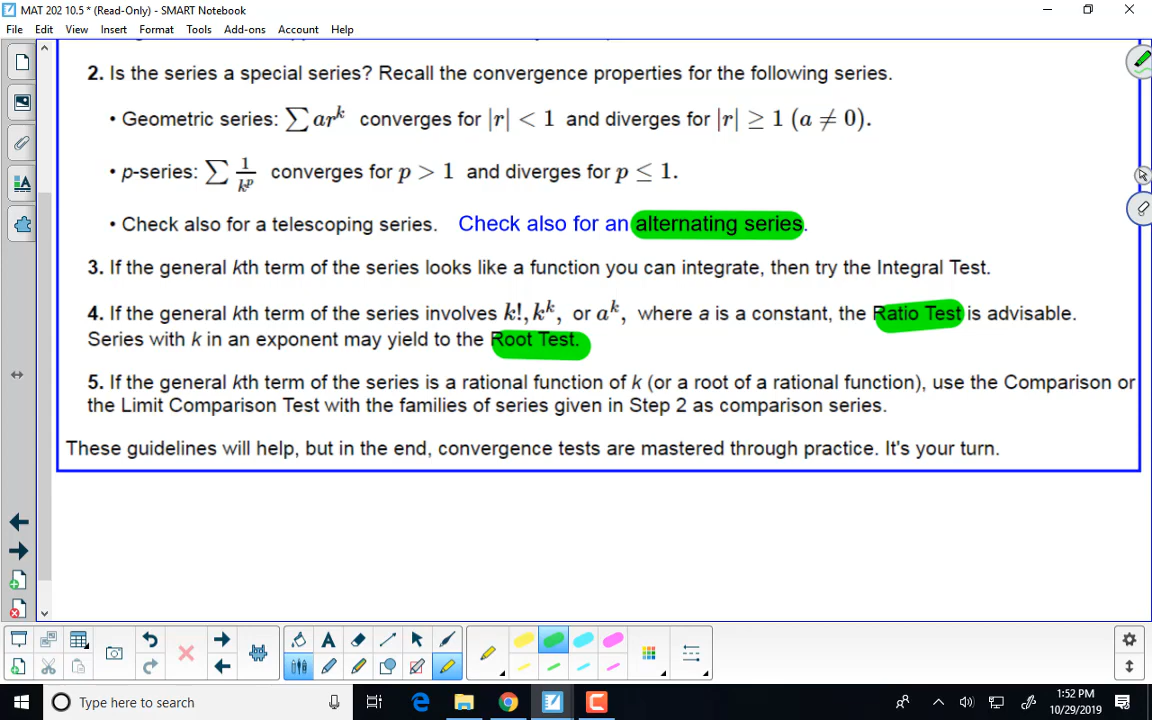 MAT 202 10.5 * (Read-Only) - SMART Notebook
File Edit View Insert Format Tools Add-ons Account Help
2. Is the series a special series? Recall the convergence properties for the following series.
• Geometric series: ∑ ar^k converges for |r| < 1 and diverges for |r| ≥ 1 (a ≠ 0).
• p-series: ∑ 1/k^p converges for p > 1 and diverges for p ≤ 1.
• Check also for a telescoping series. Check also for an alternating series.
3. If the general kth term of the series looks like a function you can integrate, then try the Integral Test.
4. If the general kth term of the series involves k!, k^k, or a^k, where a is a constant, the Ratio Test is advisable.
Series with k in an exponent may yield to the Root Test.
5. If the general kth term of the series is a rational function of k (or a root of a rational function), use the Comparison or
the Limit Comparison Test with the families of series given in Step 2 as comparison series.
These guidelines will help, but in the end, convergence tests are mastered through practice. It's your turn.
Type here to search
1:52 PM
10/29/2019